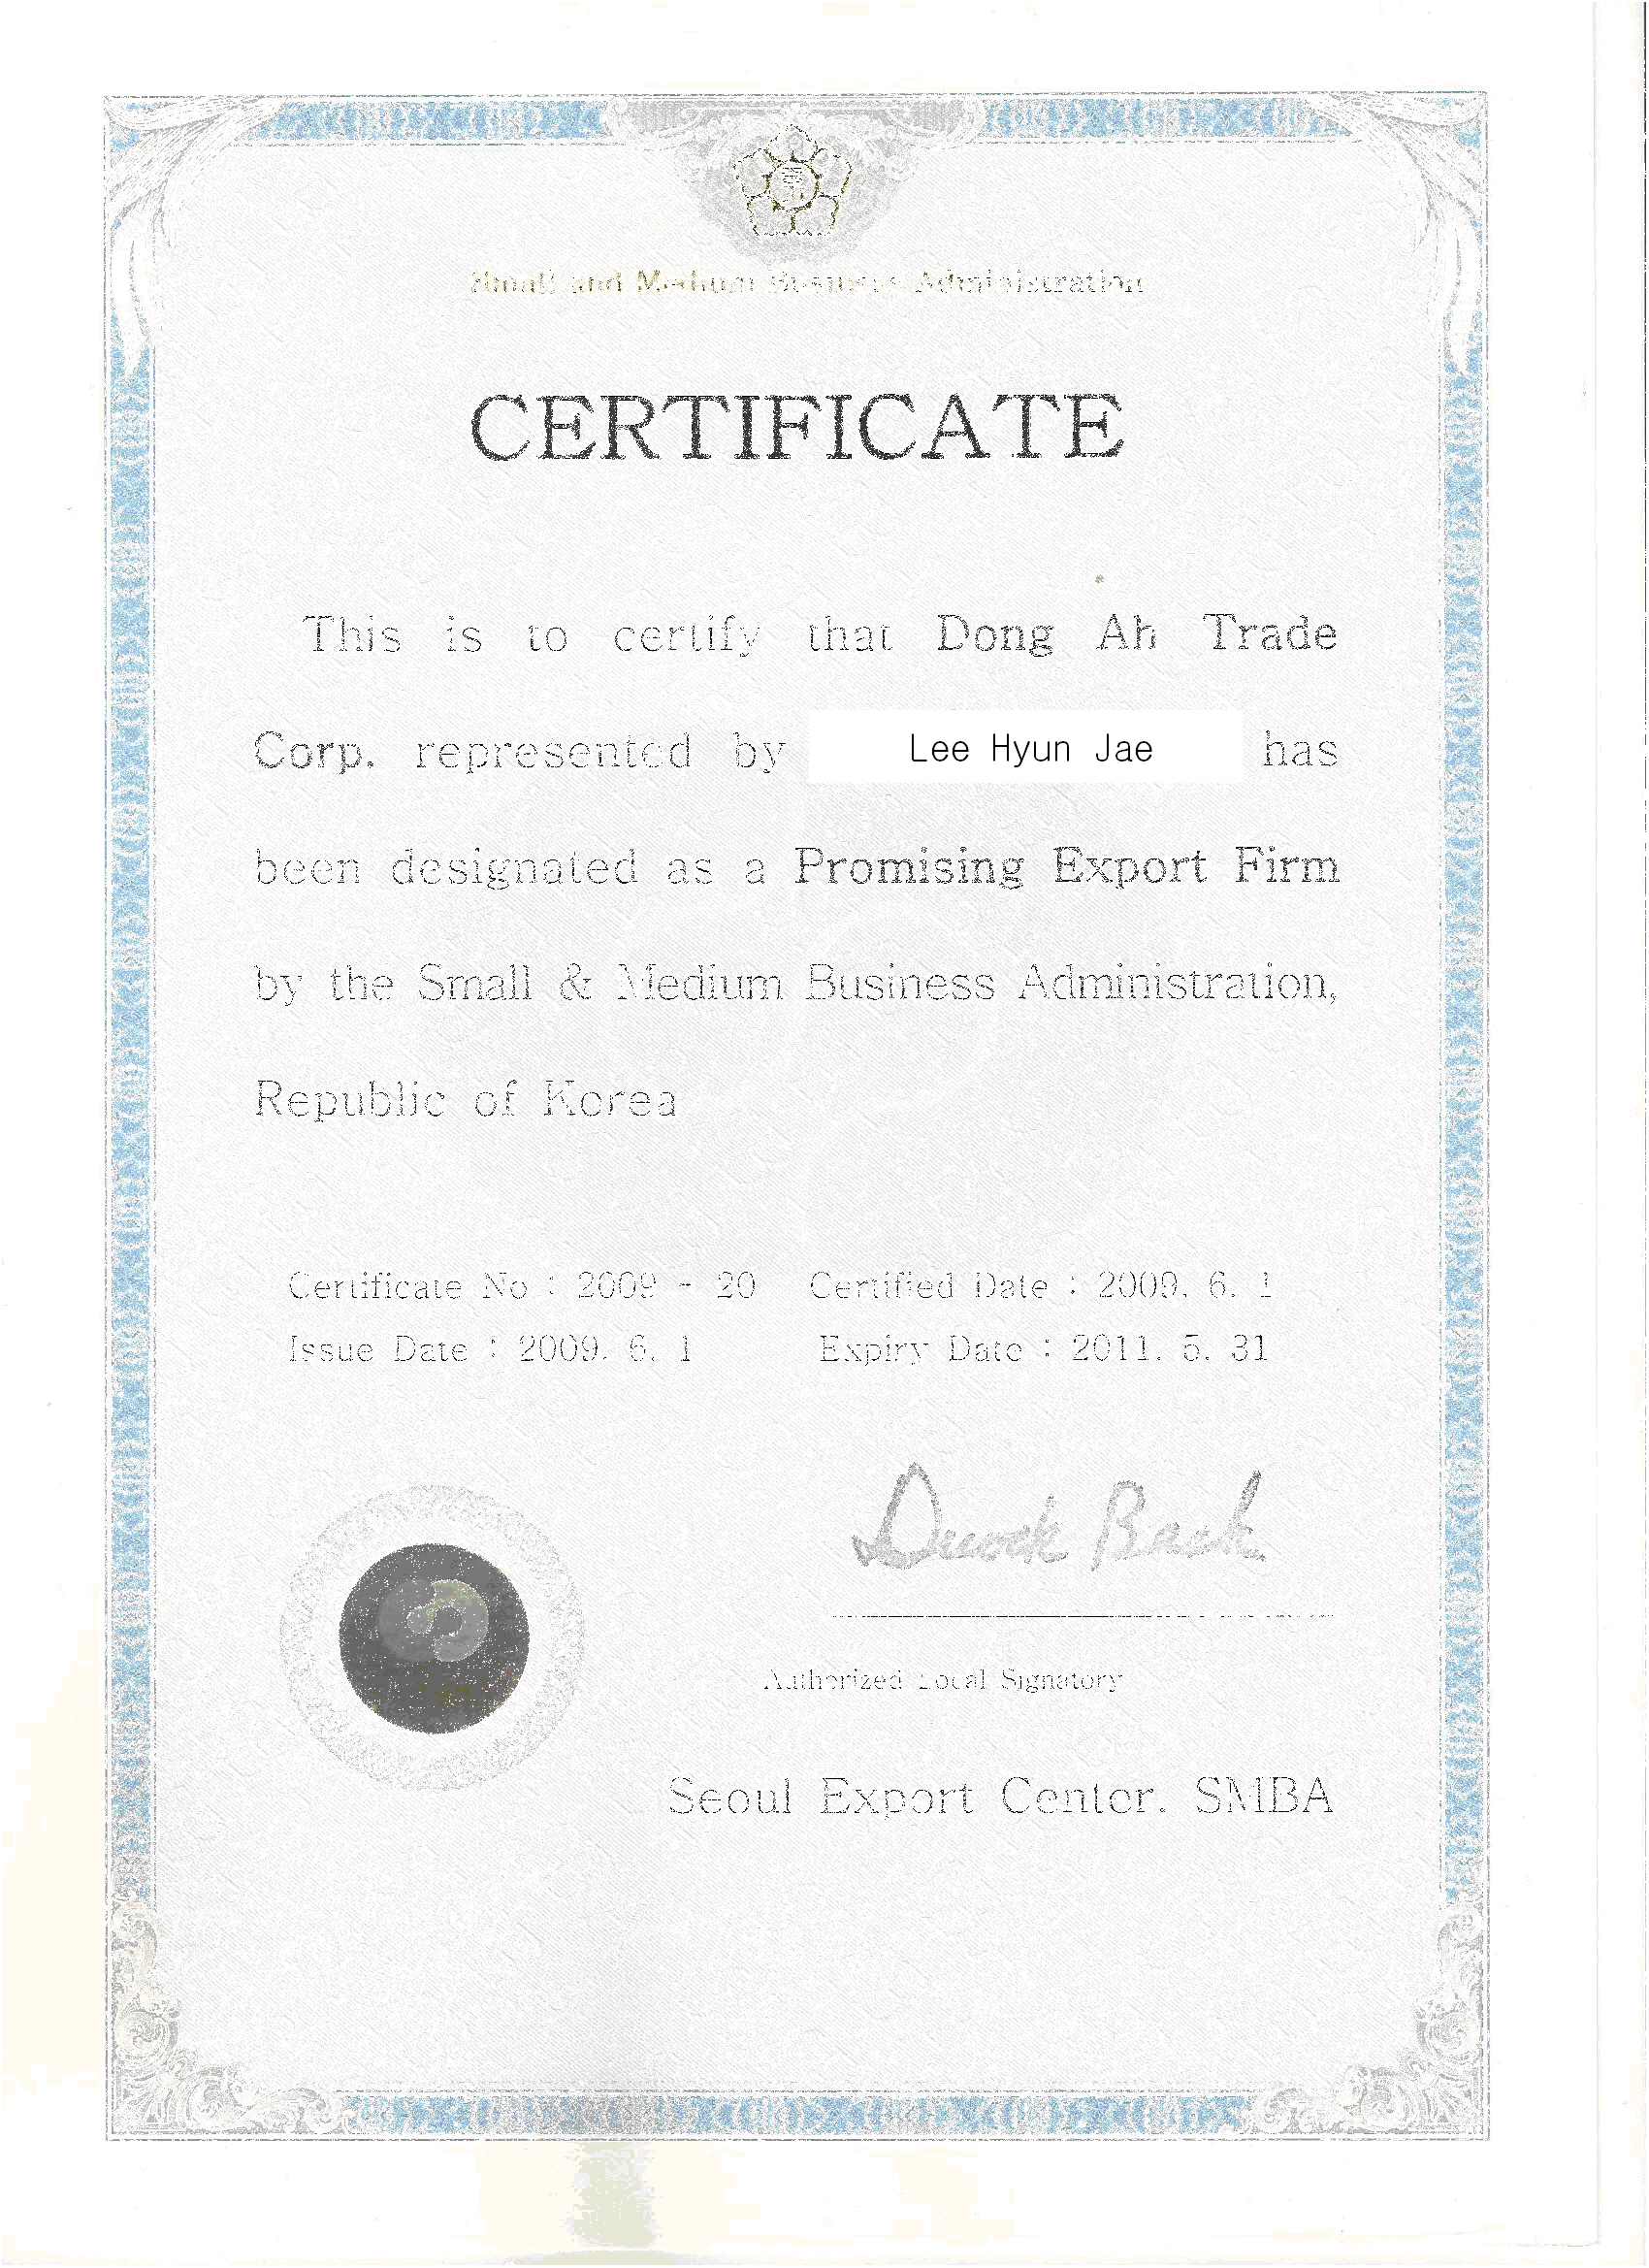 Small and Medium Business Administration
CERTIFICATE
This is to certify that Dong Ah Trade
Corp. represented by Lee Hyun Jae has
been designated as a Promising Export Firm
by the Small & Medium Business Administration,
Republic of Korea
Certificate No : 2009 - 20 Certified Date : 2009. 6. 1
Issue Date : 2009. 6. 1 Expiry Date : 2011. 5. 31
Authorized Local Signatory
Seoul Export Center. SMBA